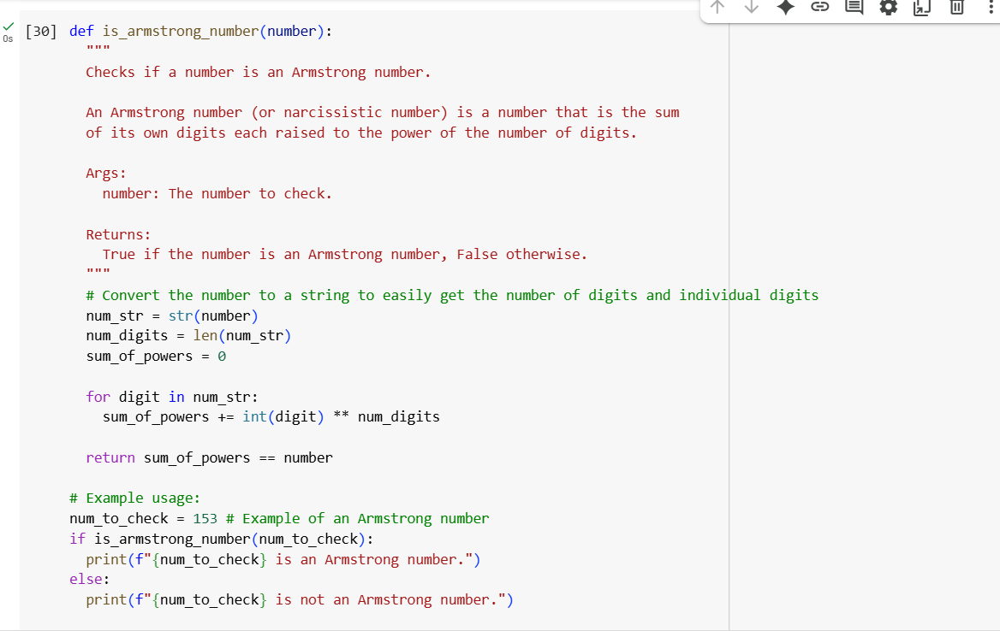 [30] def is_armstrong_number(number):
"""
Checks if a number is an Armstrong number.
An Armstrong number (or narcissistic number) is a number that is the sum
of its own digits each raised to the power of the number of digits.
Args:
number: The number to check.
Returns:
True if the number is an Armstrong number, False otherwise.
"""
# Convert the number to a string to easily get the number of digits and individual digits
num_str = str(number)
num_digits = len(num_str)
sum_of_powers = 0
for digit in num_str:
sum_of_powers += int(digit) ** num_digits
return sum_of_powers == number
# Example usage:
num_to_check = 153 # Example of an Armstrong number
if is_armstrong_number(num_to_check):
print(f"{num_to_check} is an Armstrong number.")
else:
print(f"{num_to_check} is not an Armstrong number.")
0s